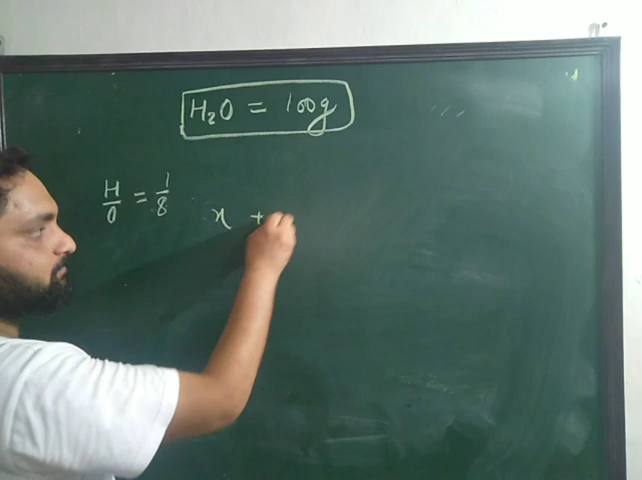 H₂O = 100g
H/O = 1/8 x +